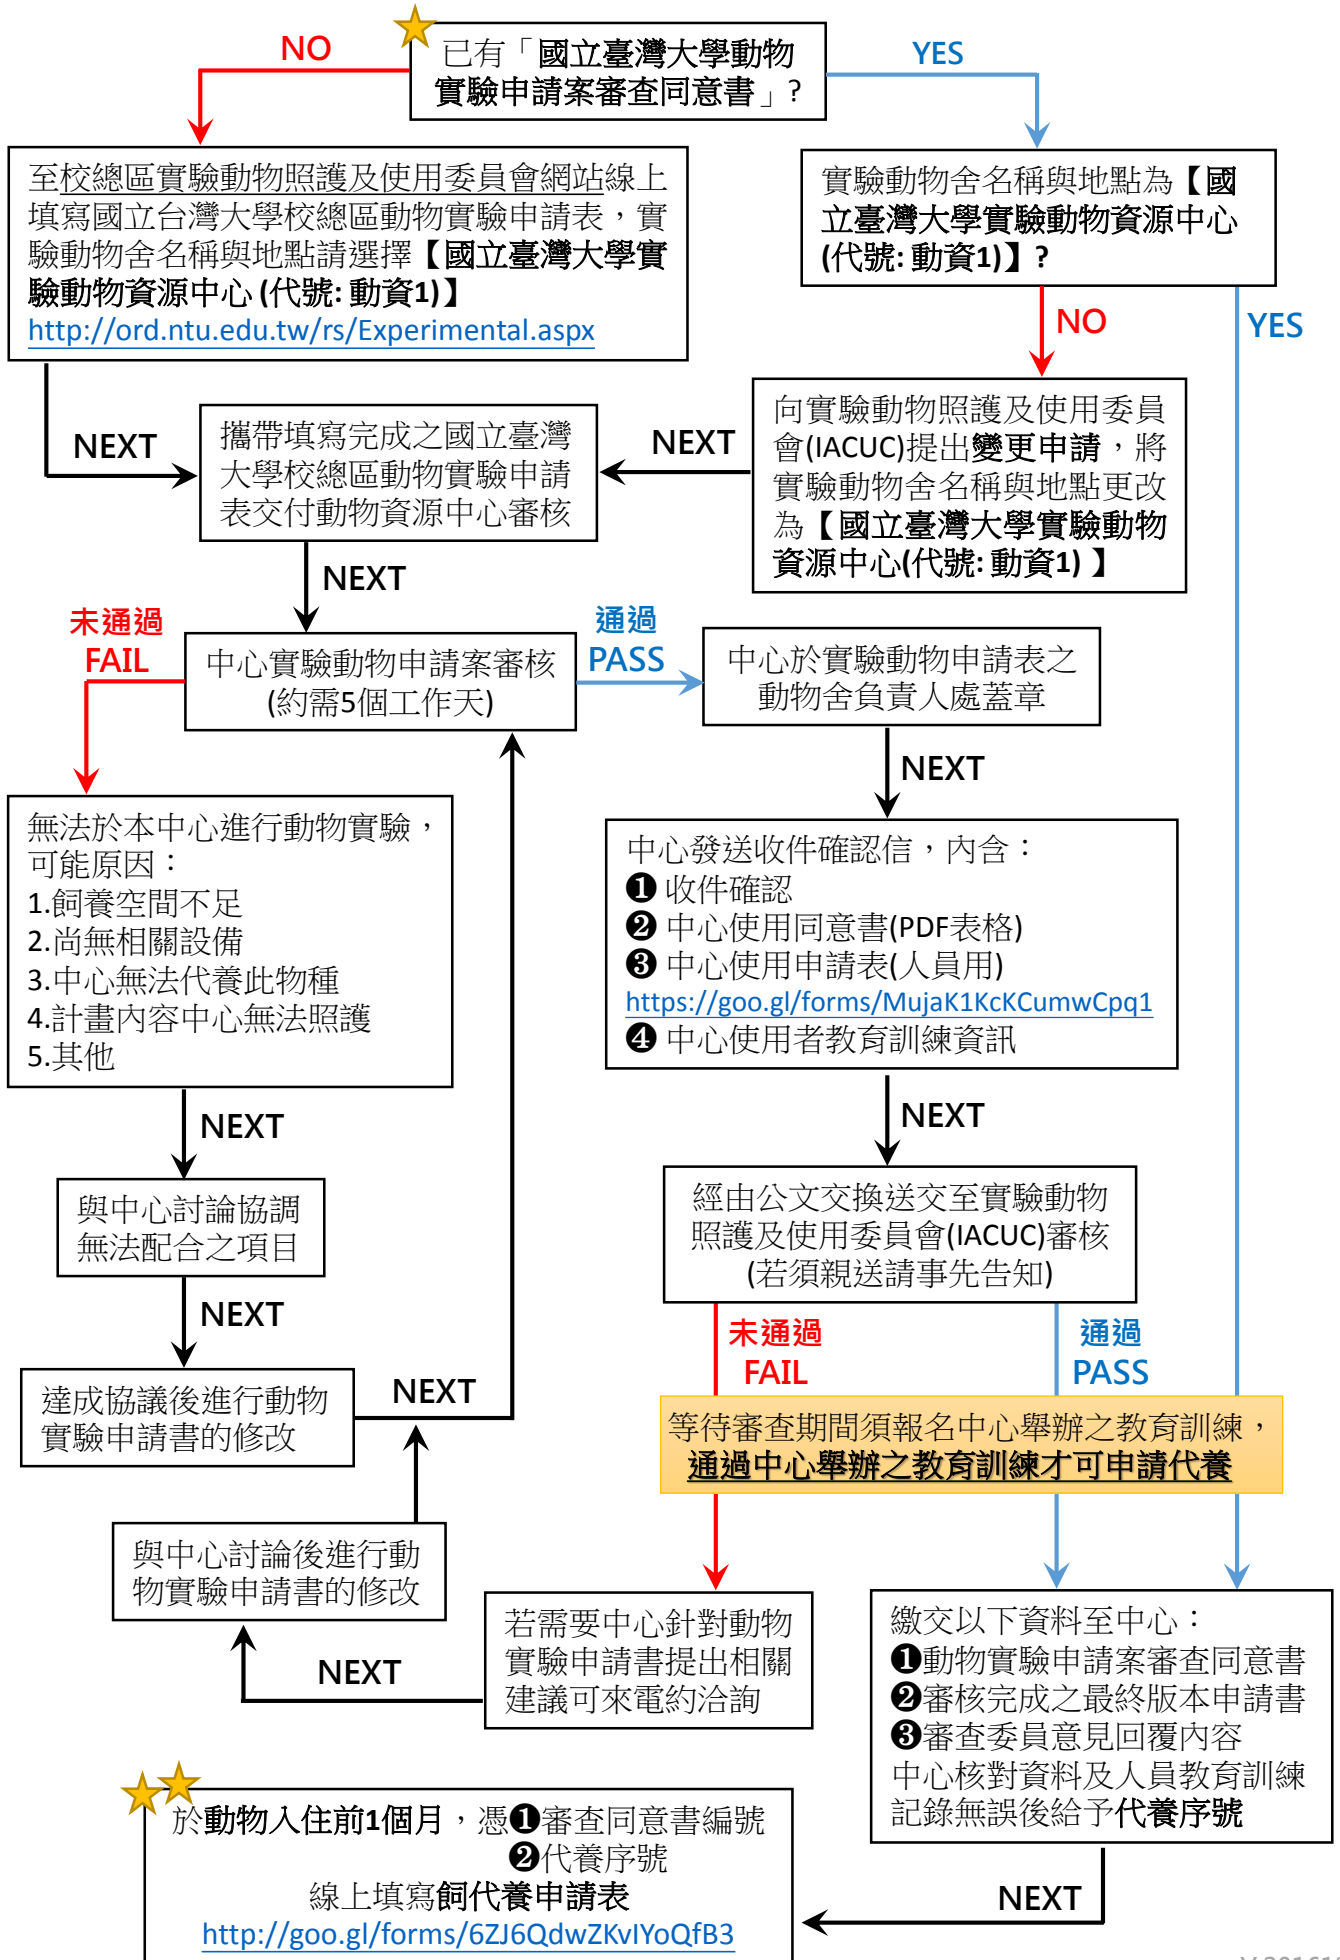 已有「國立臺灣大學動物
實驗申請案審查同意書」?
NO
YES
至校總區實驗動物照護及使用委員會網站線上
填寫國立台灣大學校總區動物實驗申請表，實
驗動物舍名稱與地點請選擇【國立臺灣大學實
驗動物資源中心 (代號: 動資1)】
http://ord.ntu.edu.tw/rs/Experimental.aspx
實驗動物舍名稱與地點為【國
立臺灣大學實驗動物資源中心
(代號: 動資1)】?
NO
YES
NEXT
攜帶填寫完成之國立臺灣
大學校總區動物實驗申請
表交付動物資源中心審核
NEXT
向實驗動物照護及使用委員
會(IACUC)提出變更申請，將
實驗動物舍名稱與地點更改
為【國立臺灣大學實驗動物
資源中心(代號: 動資1) 】
NEXT
未通過
FAIL
中心實驗動物申請案審核
(約需5個工作天)
通過
PASS
中心於實驗動物申請表之
動物舍負責人處蓋章
NEXT
無法於本中心進行動物實驗，
可能原因：
1.飼養空間不足
2.尚無相關設備
3.中心無法代養此物種
4.計畫內容中心無法照護
5.其他
中心發送收件確認信，內含：
❶ 收件確認
❷ 中心使用同意書(PDF表格)
❸ 中心使用申請表(人員用)
https://goo.gl/forms/MujaK1KcKCumwCpq1
❹ 中心使用者教育訓練資訊
NEXT
NEXT
與中心討論協調
無法配合之項目
經由公文交換送交至實驗動物
照護及使用委員會(IACUC)審核
(若須親送請事先告知)
NEXT
未通過
FAIL
通過
PASS
達成協議後進行動物
實驗申請書的修改
NEXT
等待審查期間須報名中心舉辦之教育訓練，
通過中心舉辦之教育訓練才可申請代養
與中心討論後進行動
物實驗申請書的修改
NEXT
若需要中心針對動物
實驗申請書提出相關
建議可來電約洽詢
繳交以下資料至中心：
❶動物實驗申請案審查同意書
❷審核完成之最終版本申請書
❸審查委員意見回覆內容
中心核對資料及人員教育訓練
記錄無誤後給予代養序號
NEXT
於動物入住前1個月，憑❶審查同意書編號
❷代養序號
線上填寫飼代養申請表
http://goo.gl/forms/6ZJ6QdwZKvIYoQfB3